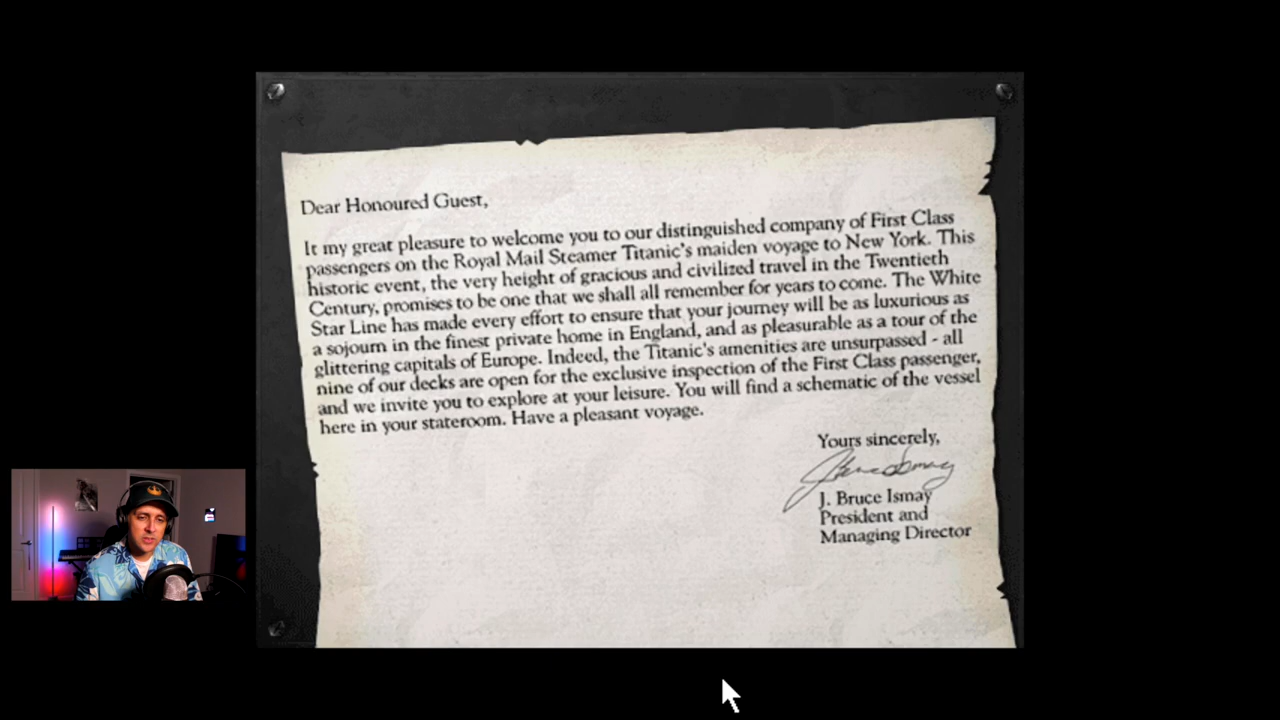 Dear Honoured Guest,
It my great pleasure to welcome you to our distinguished company of First Class
passengers on the Royal Mail Steamer Titanic's maiden voyage to New York. This
historic event, the very height of gracious and civilized travel in the Twentieth
Century, promises to be one that we shall all remember for years to come. The White
Star Line has made every effort to ensure that your journey will be as luxurious as
a sojourn in the finest private home in England, and as pleasurable as a tour of the
glittering capitals of Europe. Indeed, the Titanic's amenities are unsurpassed - all
nine of our decks are open for the exclusive inspection of the First Class passenger,
and we invite you to explore at your leisure. You will find a schematic of the vessel
here in your stateroom. Have a pleasant voyage.
Yours sincerely,
J. Bruce Ismay
J. Bruce Ismay
President and
Managing Director